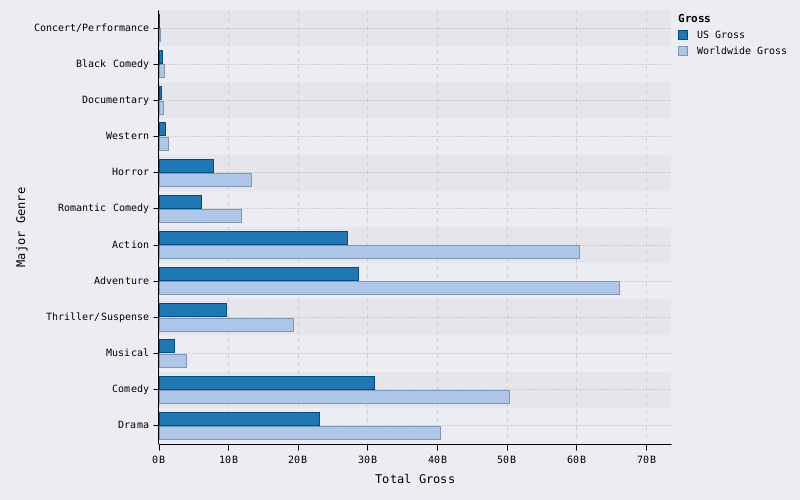 Concert/Performance
Black Comedy
Documentary
Western
Horror
Romantic Comedy
Action
Adventure
Thriller/Suspense
Musical
Comedy
Drama
Major Genre
0B 10B 20B 30B 40B 50B 60B 70B
Total Gross
Gross
US Gross
Worldwide Gross